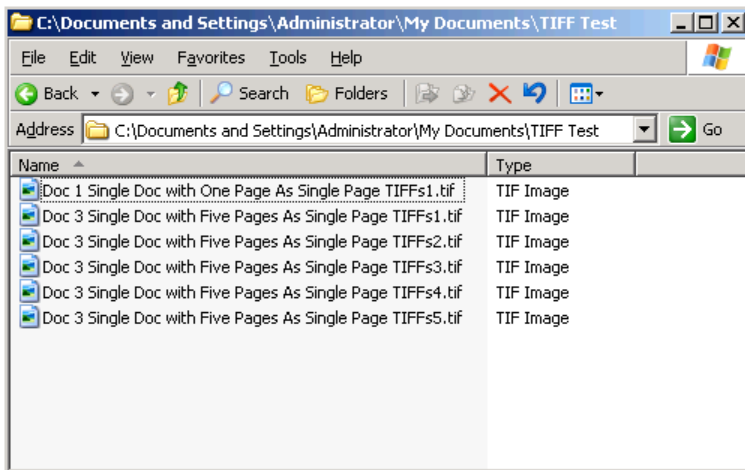 C:\Documents and Settings\Administrator\My Documents\TIFF Test
File Edit View Favorites Tools Help
Back Search Folders
Address C:\Documents and Settings\Administrator\My Documents\TIFF Test Go
Name Type
Doc 1 Single Doc with One Page As Single Page TIFFs1.tif TIF Image
Doc 3 Single Doc with Five Pages As Single Page TIFFs1.tif TIF Image
Doc 3 Single Doc with Five Pages As Single Page TIFFs2.tif TIF Image
Doc 3 Single Doc with Five Pages As Single Page TIFFs3.tif TIF Image
Doc 3 Single Doc with Five Pages As Single Page TIFFs4.tif TIF Image
Doc 3 Single Doc with Five Pages As Single Page TIFFs5.tif TIF Image